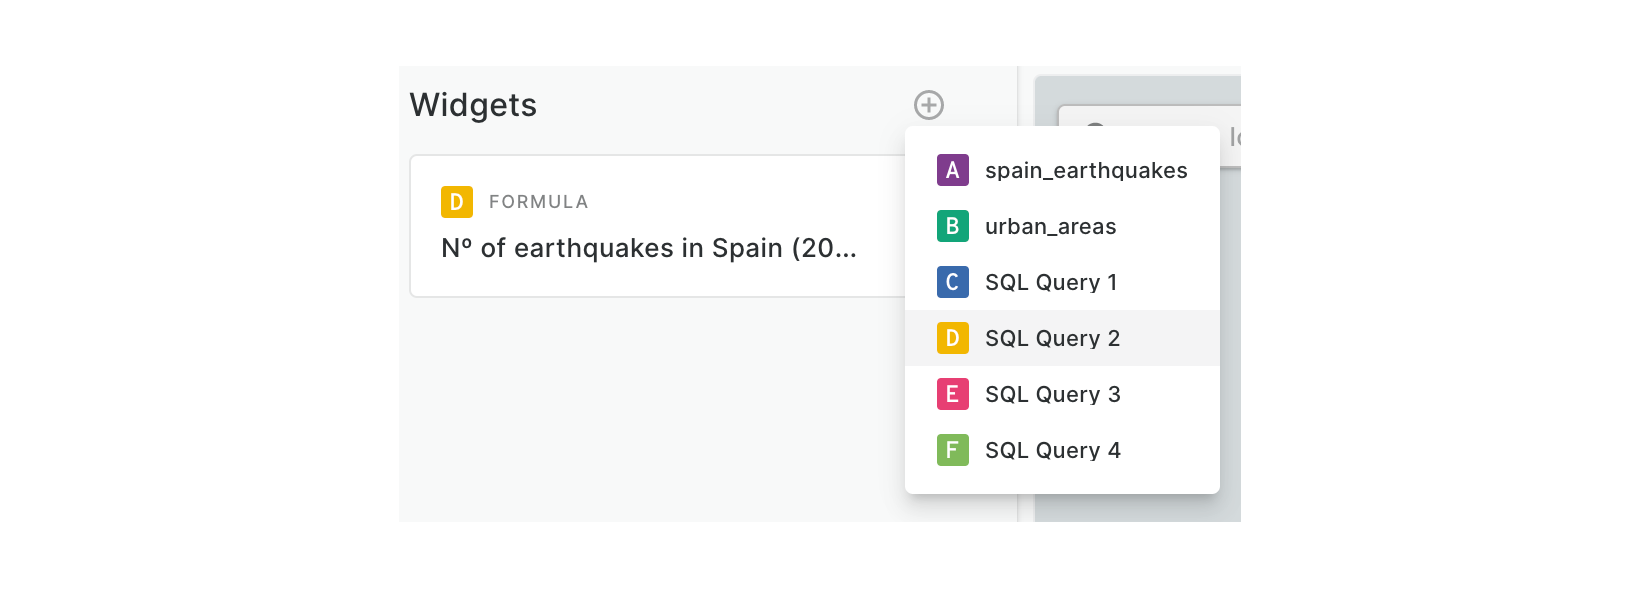 Widgets
D FORMULA
Nº of earthquakes in Spain (20...
A spain_earthquakes
B urban_areas
C SQL Query 1
D SQL Query 2
E SQL Query 3
F SQL Query 4